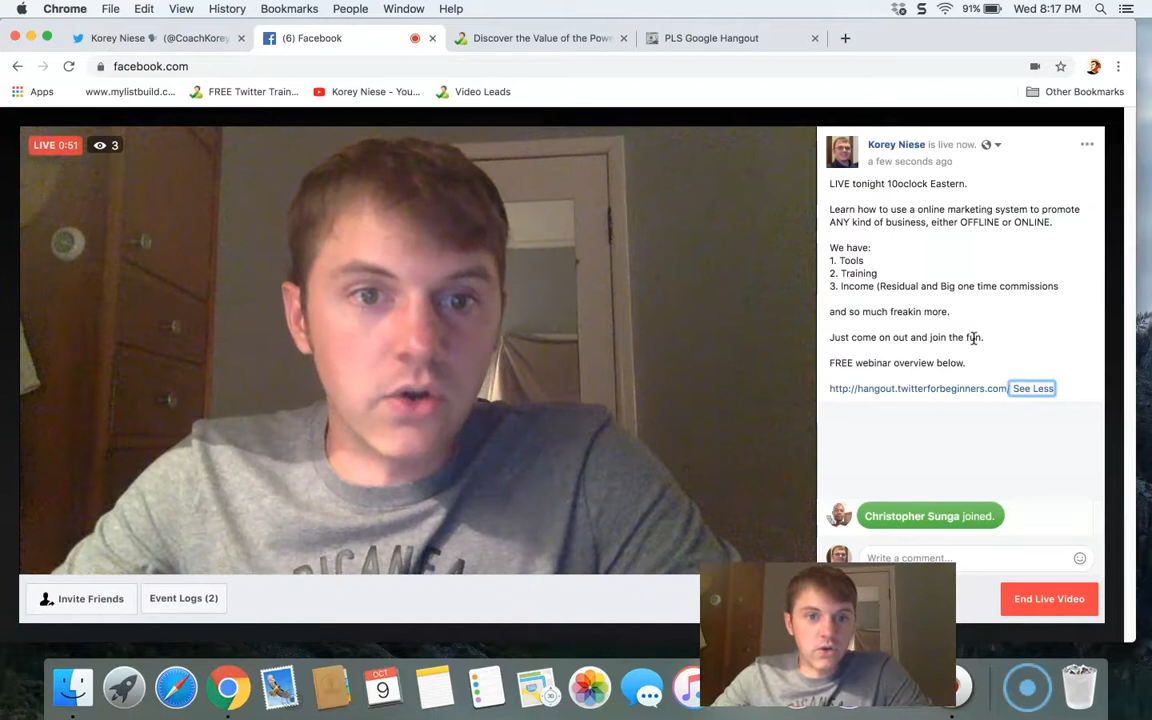 Chrome File Edit View History Bookmarks People Window Help
S 91% Wed 8:17 PM
Korey Niese (@CoachKorey
(6) Facebook
Discover the Value of the Powe
PLS Google Hangout
facebook.com
Apps www.mylistbuild.c... FREE Twitter Train... Korey Niese - You... Video Leads Other Bookmarks
LIVE 0:51 3
Korey Niese is live now.
a few seconds ago
LIVE tonight 10oclock Eastern.
Learn how to use a online marketing system to promote
ANY kind of business, either OFFLINE or ONLINE.
We have:
1. Tools
2. Training
3. Income (Residual and Big one time commissions
and so much freakin more.
Just come on out and join the fun.
FREE webinar overview below.
http://hangout.twitterforbeginners.com/ See Less
Christopher Sunga joined.
Write a comment...
Invite Friends
Event Logs (2)
End Live Video
OCT
9